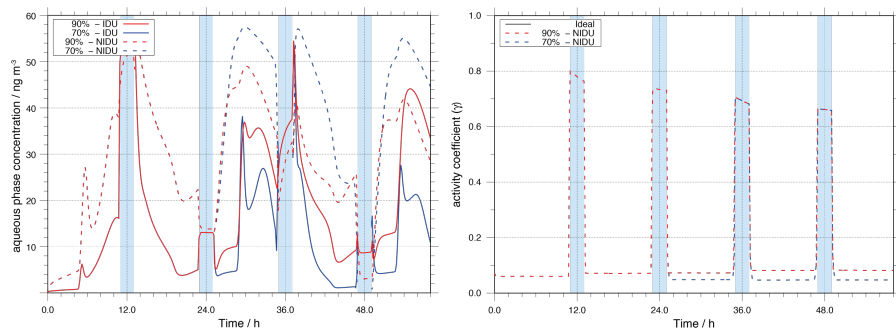 90% – IDU
70% – IDU
90% – NIDU
70% – NIDU
aqueous phase concentration / ng m⁻³
60
50
40
30
20
10
0.0 12.0 24.0 36.0 48.0
Time / h
Ideal
90% – NIDU
70% – NIDU
activity coefficient (γ)
1.0
0.8
0.6
0.4
0.2
0.0
0.0 12.0 24.0 36.0 48.0
Time / h